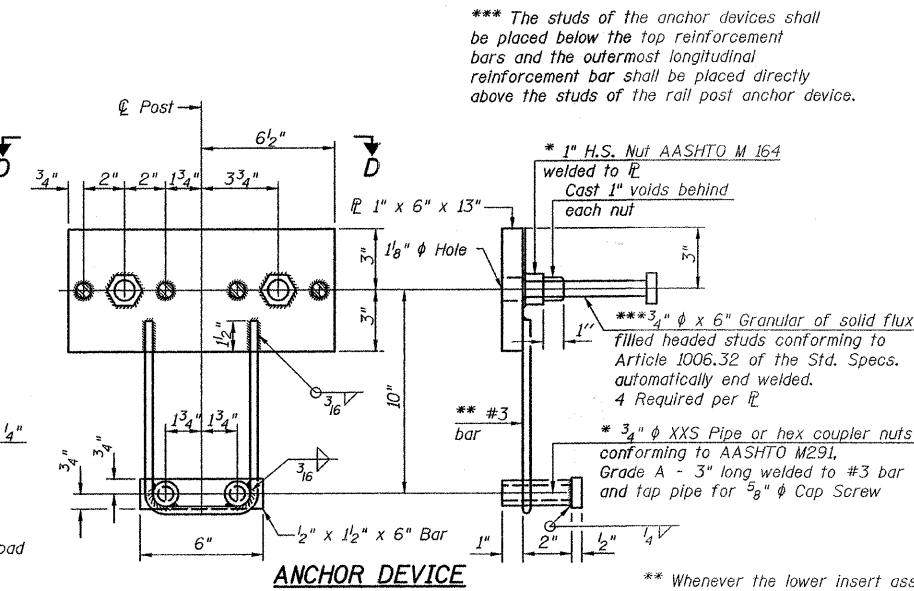 *** The studs of the anchor devices shall
be placed below the top reinforcement
bars and the outermost longitudinal
reinforcement bar shall be placed directly
above the studs of the rail post anchor device.
℄ Post
6½"
D
D
¾"
2"
2"
1¾"
3¾"
* 1" H.S. Nut AASHTO M 164
welded to ℙ
Cast 1" voids behind
each nut
ℙ 1" x 6" x 13"
1⅛" φ Hole
3"
3"
3"
1½"
1"
10"
*** ¾" φ x 6" Granular of solid flux
filled headed studs conforming to
Article 1006.32 of the Std. Specs.
automatically end welded.
4 Required per ℙ
3/16
** #3
bar
1¾"
1¾"
¼"
¾"
¾"
3/16
* ¾" φ XXS Pipe or hex coupler nuts
conforming to AASHTO M291,
Grade A - 3" long welded to #3 bar
and tap pipe for ⅝" φ Cap Screw
½" x 1½" x 6" Bar
6"
1"
2"
½"
¼
oad
ANCHOR DEVICE
** Whenever the lower insert ass